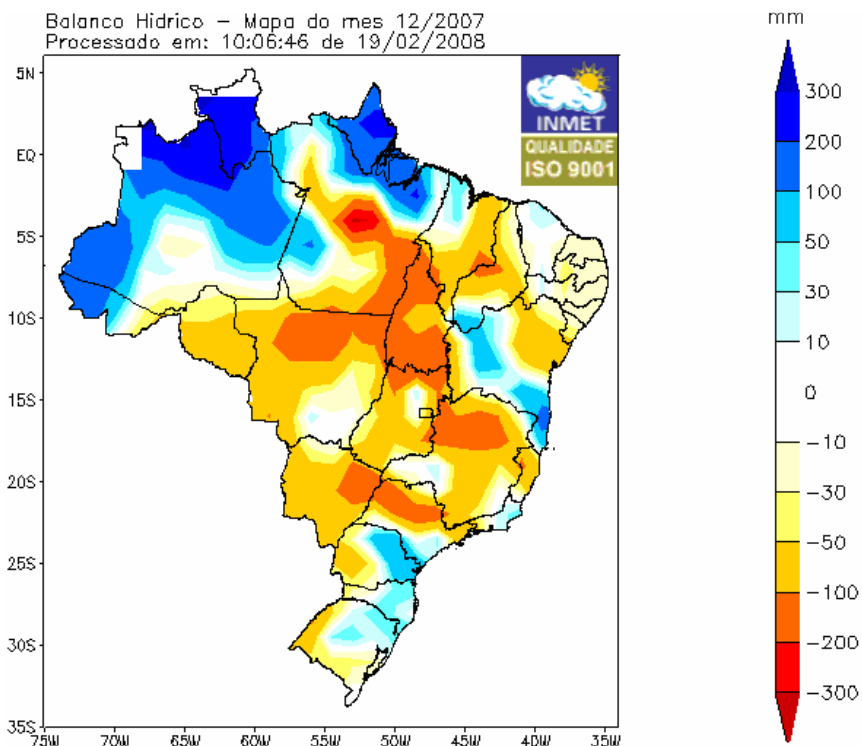 Balanco Hidrico - Mapa do mes 12/2007
Processado em: 10:06:46 de 19/02/2008
mm
INMET
QUALIDADE
ISO 9001
5N
EQ
5S
10S
15S
20S
25S
30S
35S
75W 70W 65W 60W 55W 50W 45W 40W 35W
300
200
100
50
30
10
0
-10
-30
-50
-100
-200
-300